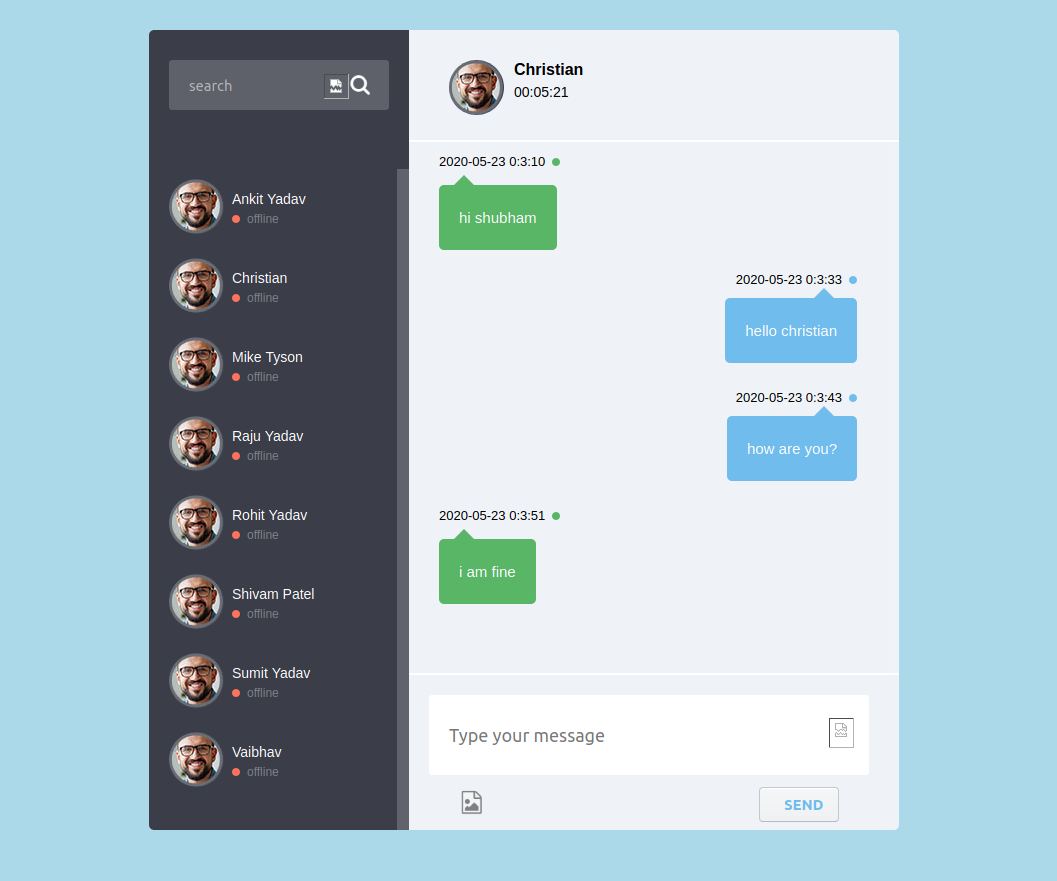 search
Ankit Yadav
offline
Christian
offline
Mike Tyson
offline
Raju Yadav
offline
Rohit Yadav
offline
Shivam Patel
offline
Sumit Yadav
offline
Vaibhav
offline
Christian
00:05:21
2020-05-23 0:3:10
hi shubham
2020-05-23 0:3:33
hello christian
2020-05-23 0:3:43
how are you?
2020-05-23 0:3:51
i am fine
Type your message
SEND